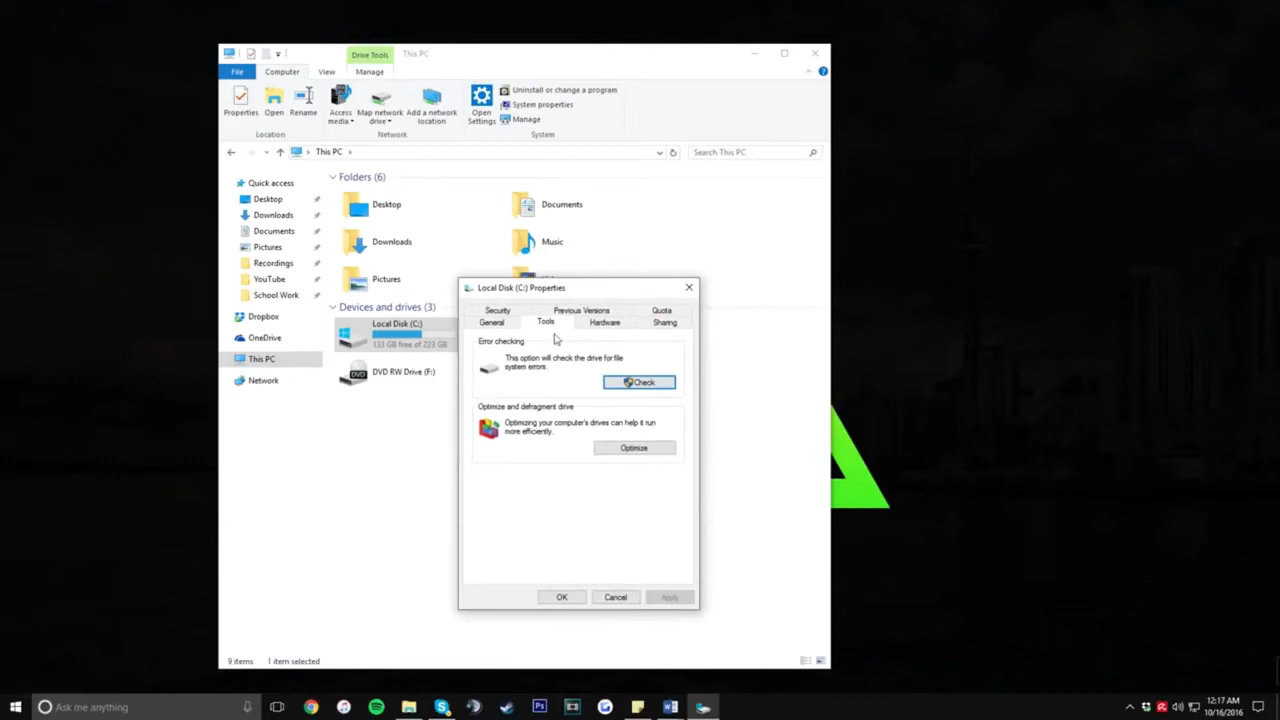 Drive Tools
This PC
File
Computer
View
Manage
Properties
Open
Rename
Access media
Map network drive
Add a network location
Open Settings
Uninstall or change a program
System properties
Manage
Location
Network
System
This PC
Search This PC
Quick access
Desktop
Downloads
Documents
Pictures
Recordings
YouTube
School Work
Dropbox
OneDrive
This PC
Network
Folders (6)
Desktop
Documents
Downloads
Music
Pictures
Devices and drives (3)
Local Disk (C:)
133 GB free of 223 GB
DVD
DVD RW Drive (F:)
Local Disk (C:) Properties
Security
Previous Versions
Quota
General
Tools
Hardware
Sharing
Error checking
This option will check the drive for file
system errors.
Check
Optimize and defragment drive
Optimizing your computer's drives can help it run
more efficiently.
Optimize
OK
Cancel
Apply
9 items
1 item selected
Ask me anything
Ps
12:17 AM
10/16/2016